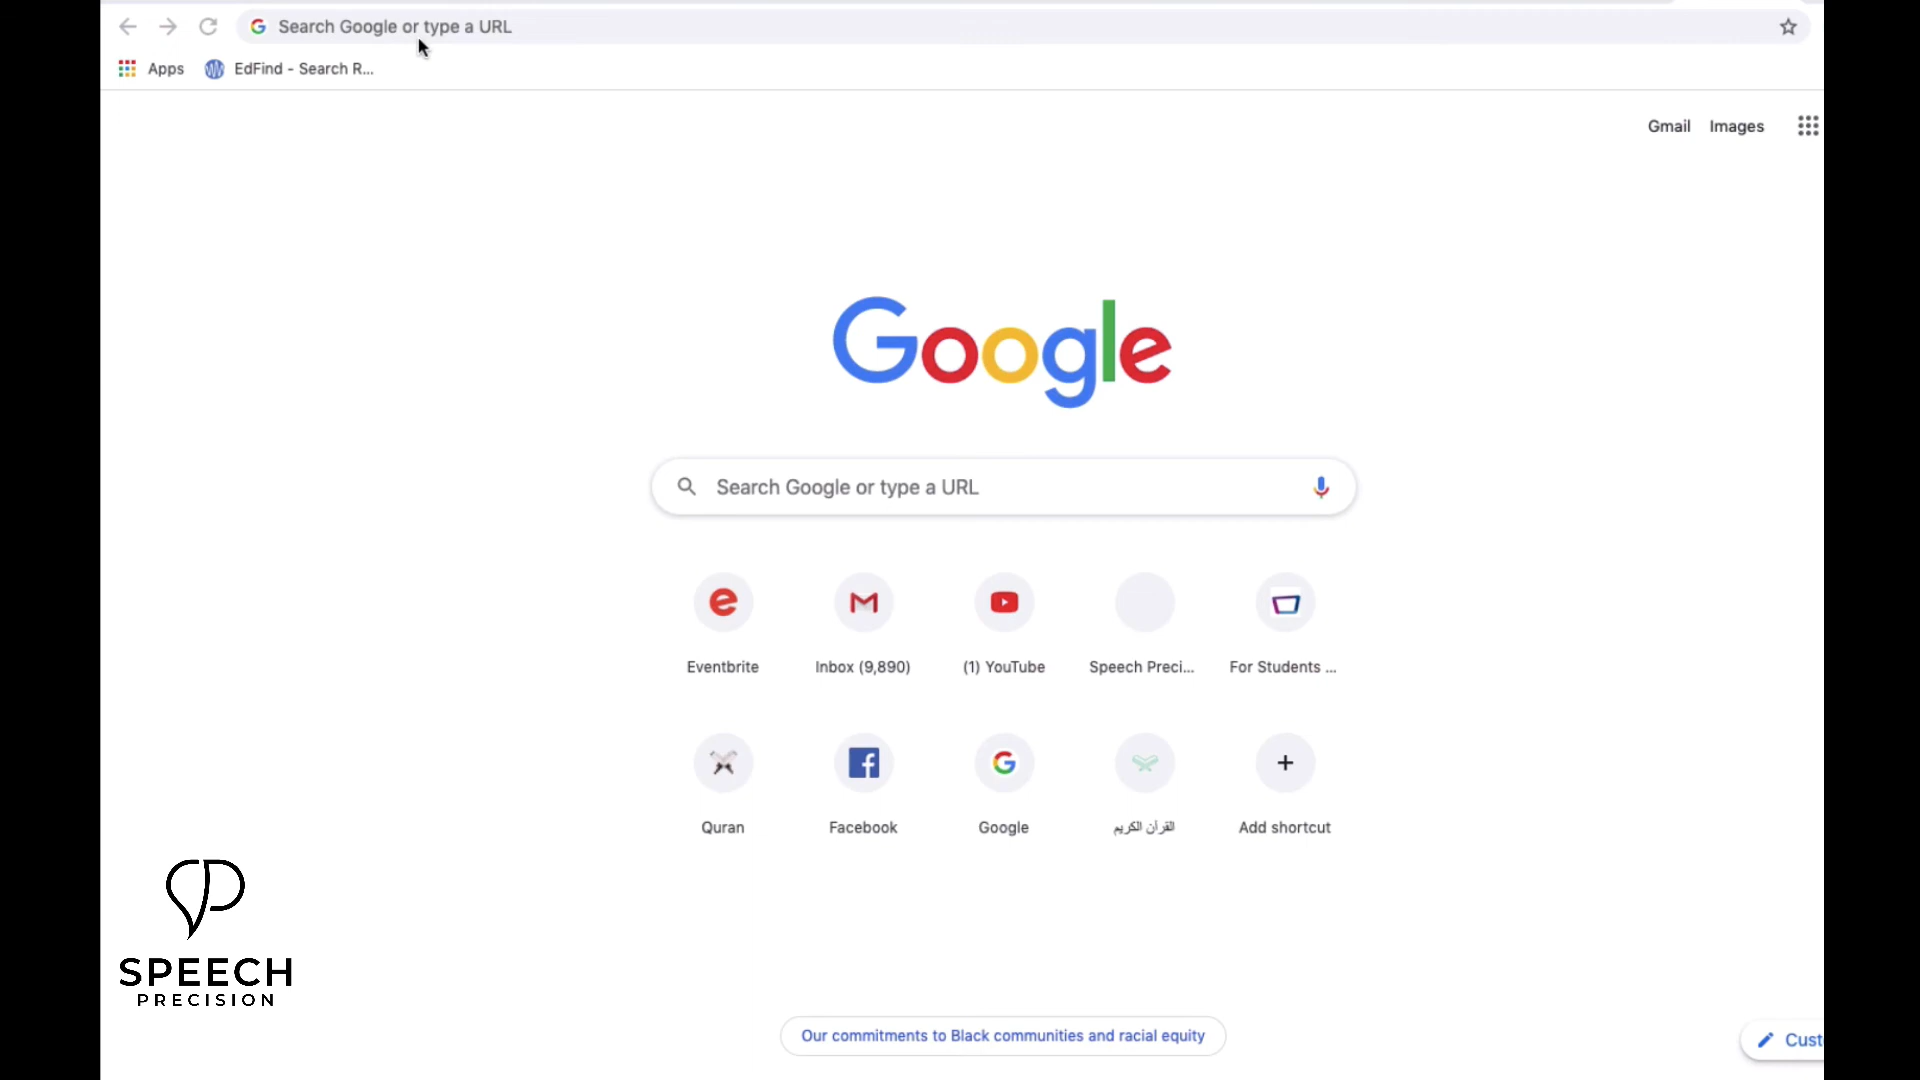 Search Google or type a URL
Apps EdFind - Search R...
Gmail Images
Google
Search Google or type a URL
Eventbrite Inbox (9,890) (1) YouTube Speech Preci... For Students ...
Quran Facebook Google القرآن الكريم Add shortcut
SPEECH
PRECISION
Our commitments to Black communities and racial equity
Cust